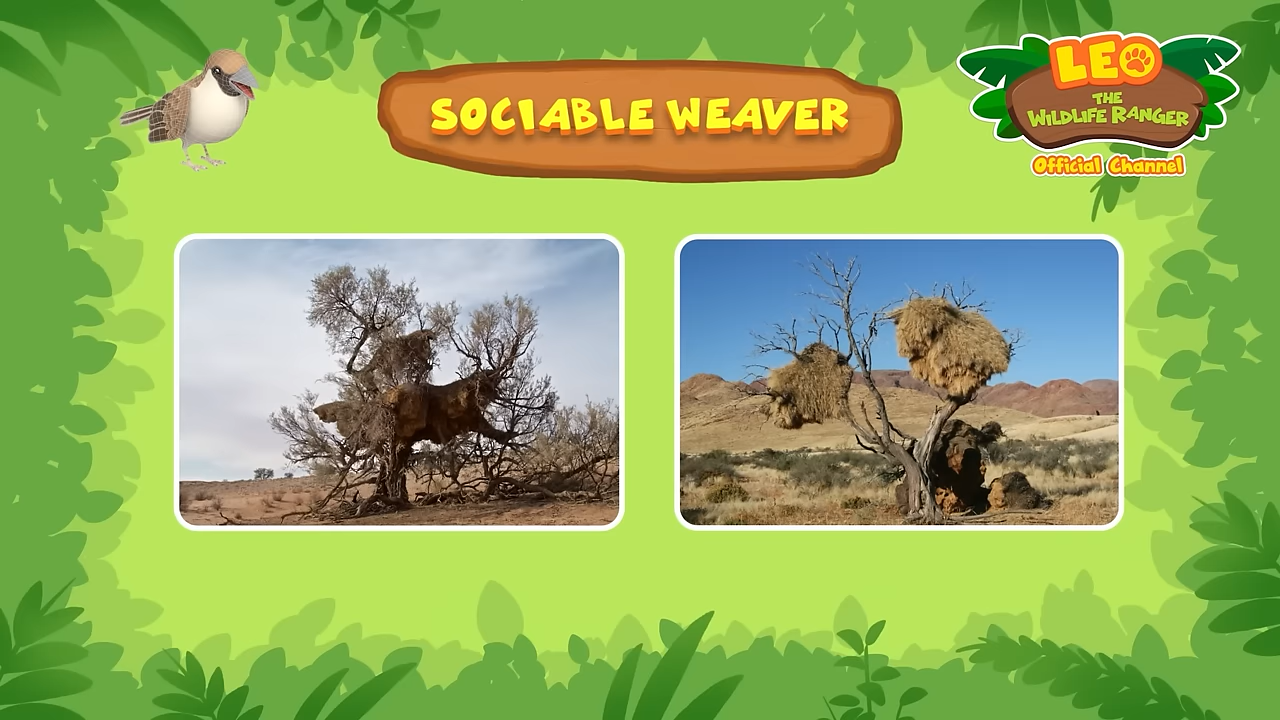 SOCIABLE WEAVER
LEO
THE
WILDLIFE RANGER
Official Channel